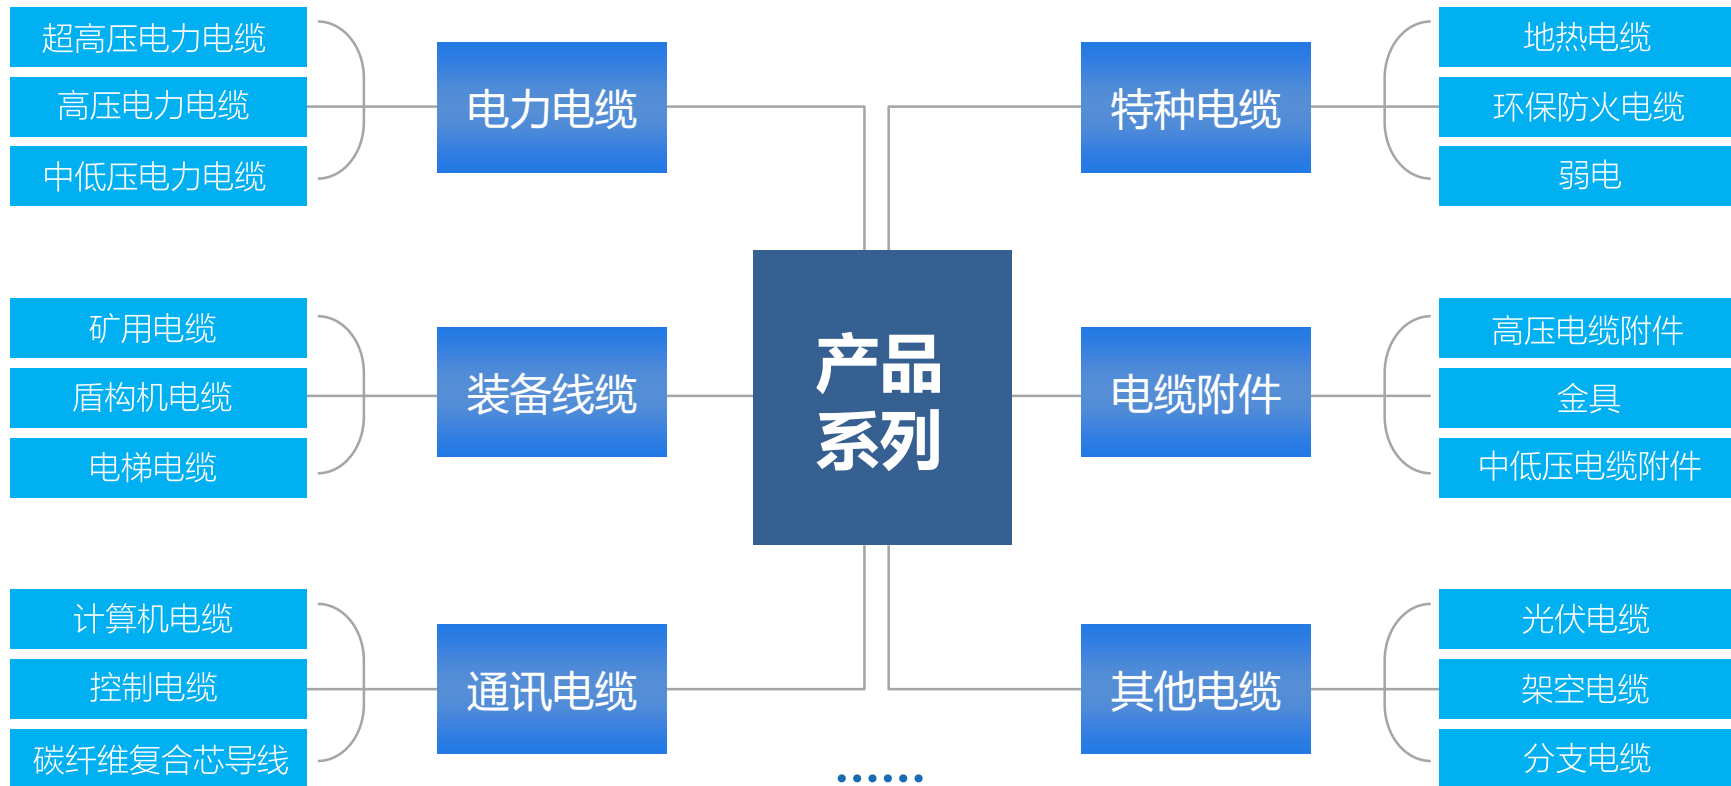 超高压电力电缆
高压电力电缆
中低压电力电缆
电力电缆
特种电缆
地热电缆
环保防火电缆
弱电
矿用电缆
盾构机电缆
电梯电缆
装备线缆
产品
系列
电缆附件
高压电缆附件
金具
中低压电缆附件
计算机电缆
控制电缆
碳纤维复合芯导线
通讯电缆
其他电缆
光伏电缆
架空电缆
分支电缆
······